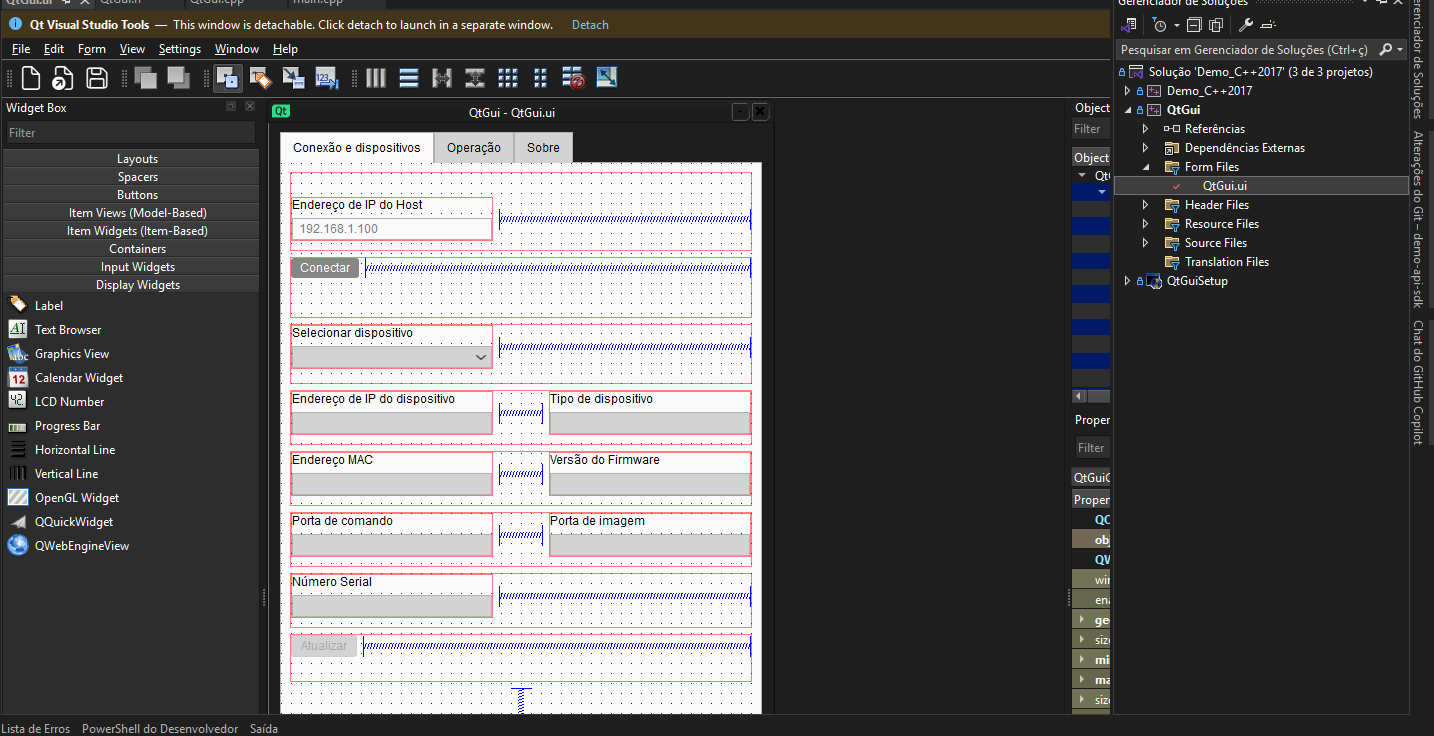 QtGui.ui
QtGui.h
QtGui.cpp
main.cpp
Qt Visual Studio Tools — This window is detachable. Click detach to launch in a separate window. Detach
File Edit Form View Settings Window Help
Widget Box
Filter
Layouts
Spacers
Buttons
Item Views (Model-Based)
Item Widgets (Item-Based)
Containers
Input Widgets
Display Widgets
Label
Text Browser
Graphics View
Calendar Widget
LCD Number
Progress Bar
Horizontal Line
Vertical Line
OpenGL Widget
QQuickWidget
QWebEngineView
Qt
QtGui - QtGui.ui
Conexão e dispositivos Operação Sobre
Endereço de IP do Host
192.168.1.100
Conectar
Selecionar dispositivo
Endereço de IP do dispositivo Tipo de dispositivo
Endereço MAC Versão do Firmware
Porta de comando Porta de imagem
Número Serial
Atualizar
Object
Filter
Object
Qt
Proper
Filter
QtGui
Proper
QO
obj
QW
win
ena
geo
size
mi
ma
size
Gerenciador de Soluções
Pesquisar em Gerenciador de Soluções (Ctrl+ç)
Solução 'Demo_C++2017' (3 de 3 projetos)
Demo_C++2017
QtGui
Referências
Dependências Externas
Form Files
QtGui.ui
Header Files
Resource Files
Source Files
Translation Files
QtGuiSetup
Gerenciador de Soluções
Alterações do Git – demo-api-sdk
Chat do GitHub Copilot
Lista de Erros PowerShell do Desenvolvedor Saída